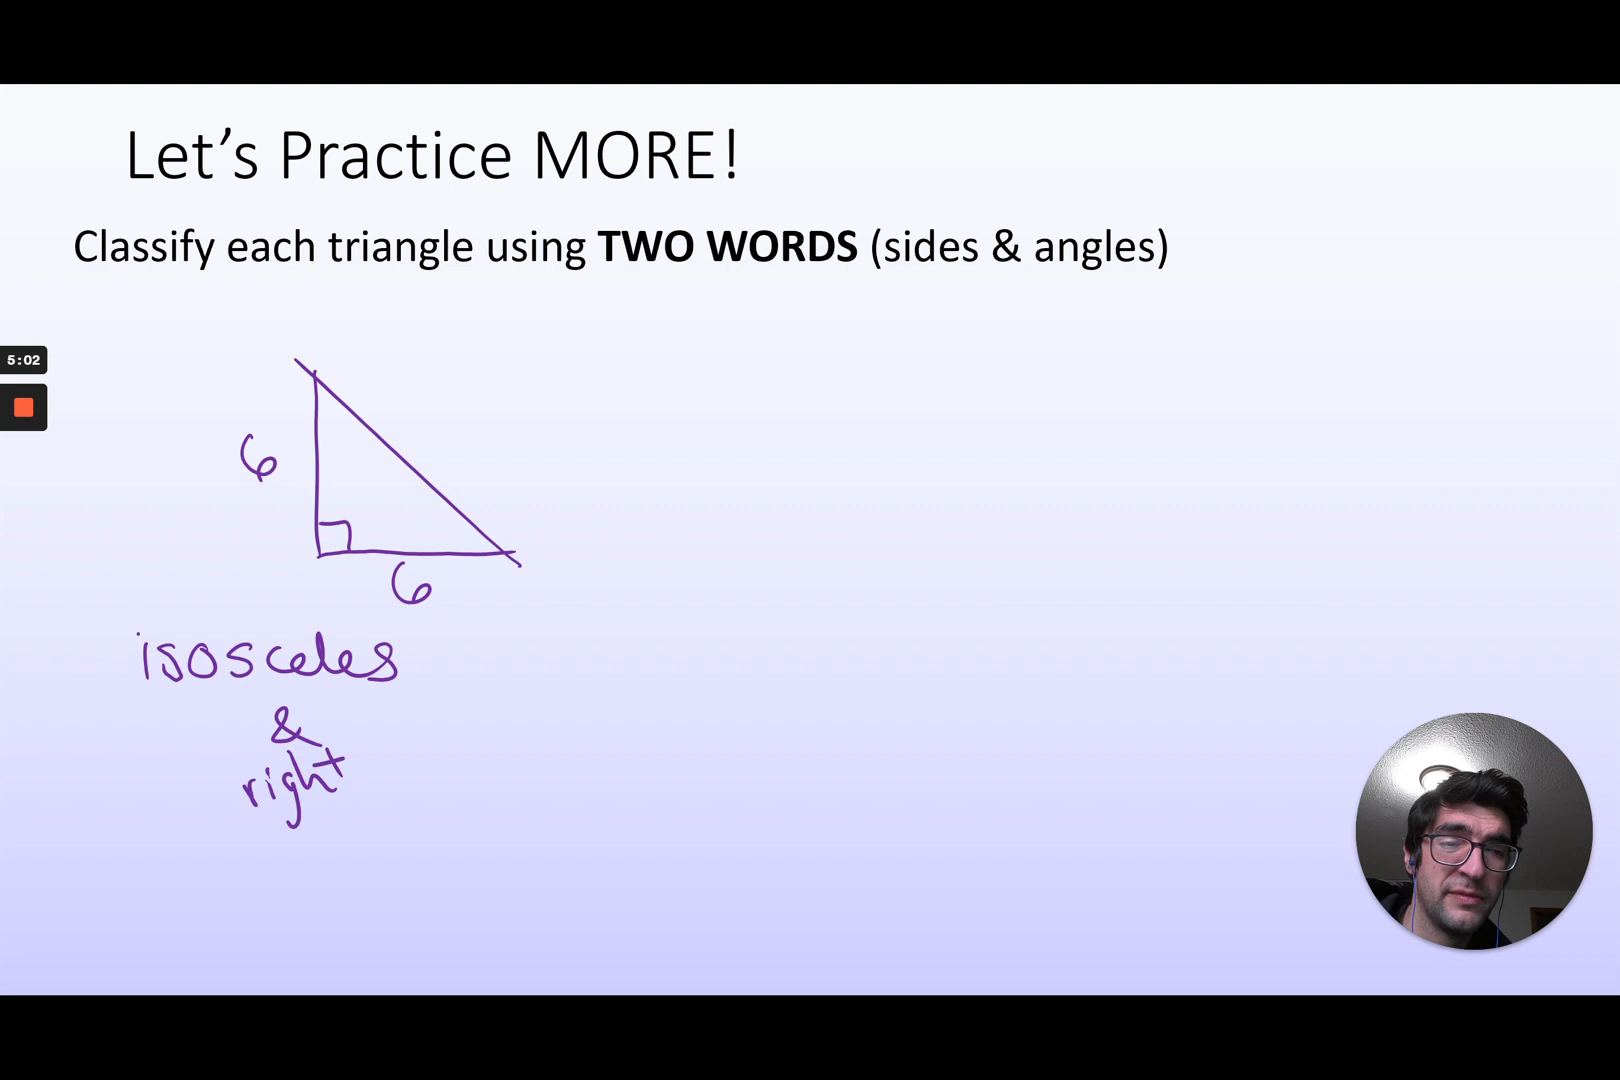 Let’s Practice MORE!
Classify each triangle using TWO WORDS (sides & angles)
5:02
6
6
isosceles
&
right